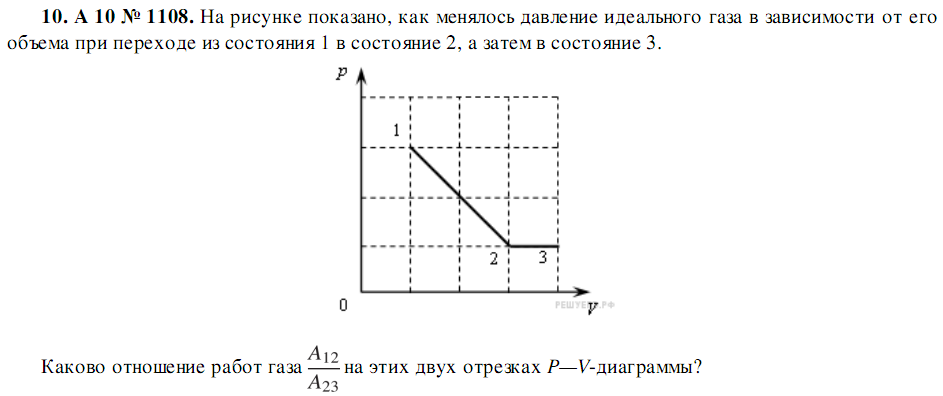 10. А 10 № 1108. На рисунке показано, как менялось давление идеального газа в зависимости от его
объема при переходе из состояния 1 в состояние 2, а затем в состояние 3.
p
1
2
3
0
V
Каково отношение работ газа A12/A23 на этих двух отрезках P—V-диаграммы?